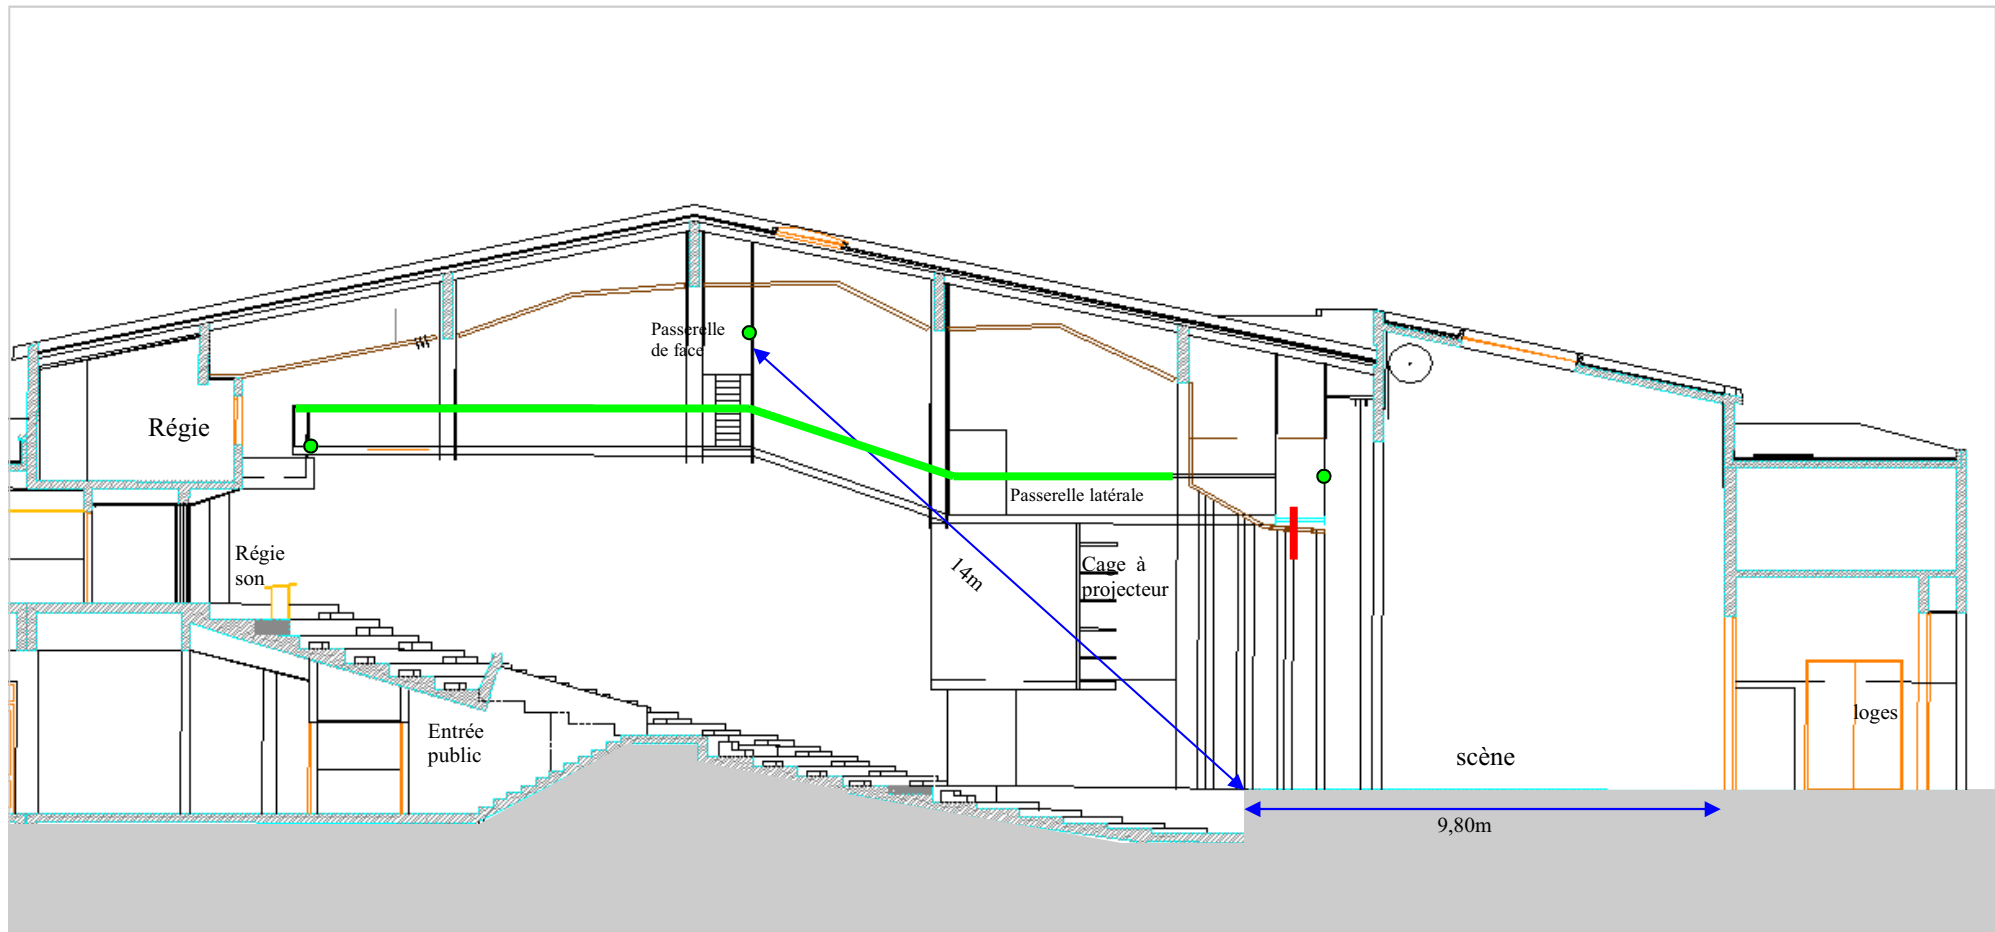 Passerelle
de face
Régie
Passerelle latérale
Régie
son
14m
Cage à
projecteur
Entrée
public
loges
scène
9,80m